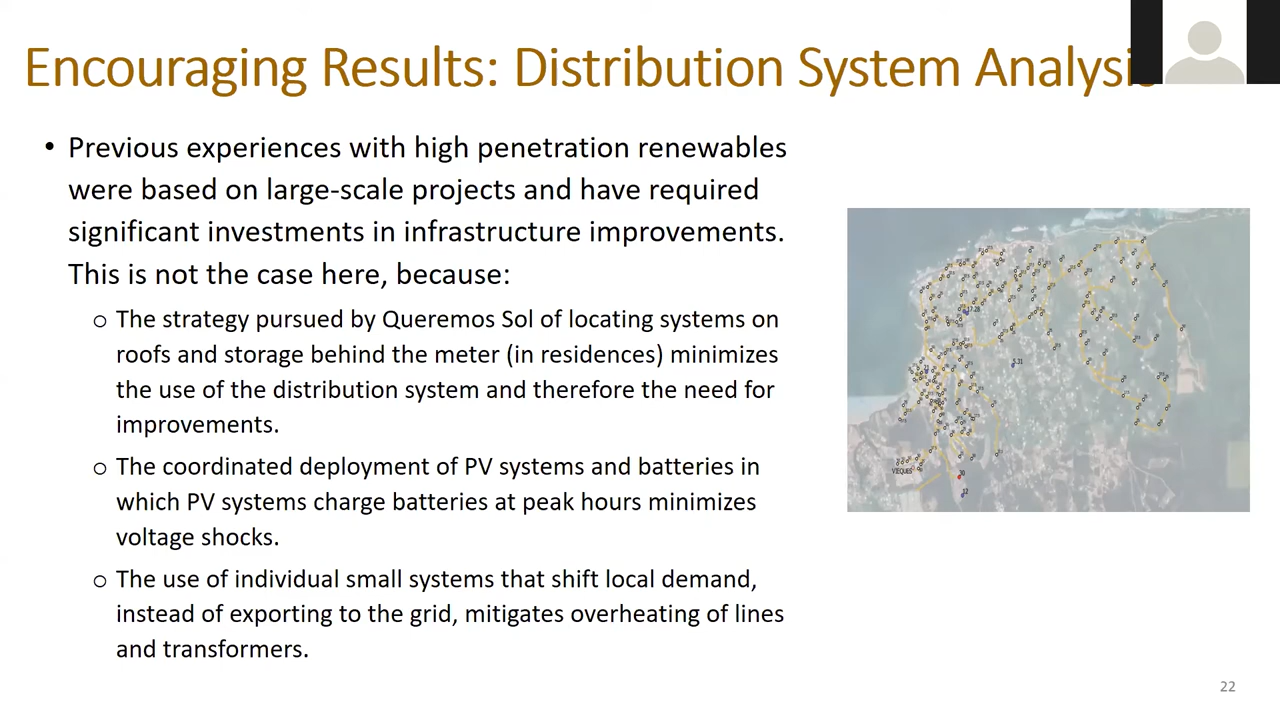 Encouraging Results: Distribution System Analysis
• Previous experiences with high penetration renewables
were based on large-scale projects and have required
significant investments in infrastructure improvements.
This is not the case here, because:
○ The strategy pursued by Queremos Sol of locating systems on
roofs and storage behind the meter (in residences) minimizes
the use of the distribution system and therefore the need for
improvements.
○ The coordinated deployment of PV systems and batteries in
which PV systems charge batteries at peak hours minimizes
voltage shocks.
○ The use of individual small systems that shift local demand,
instead of exporting to the grid, mitigates overheating of lines
and transformers.
VIEQUES
22